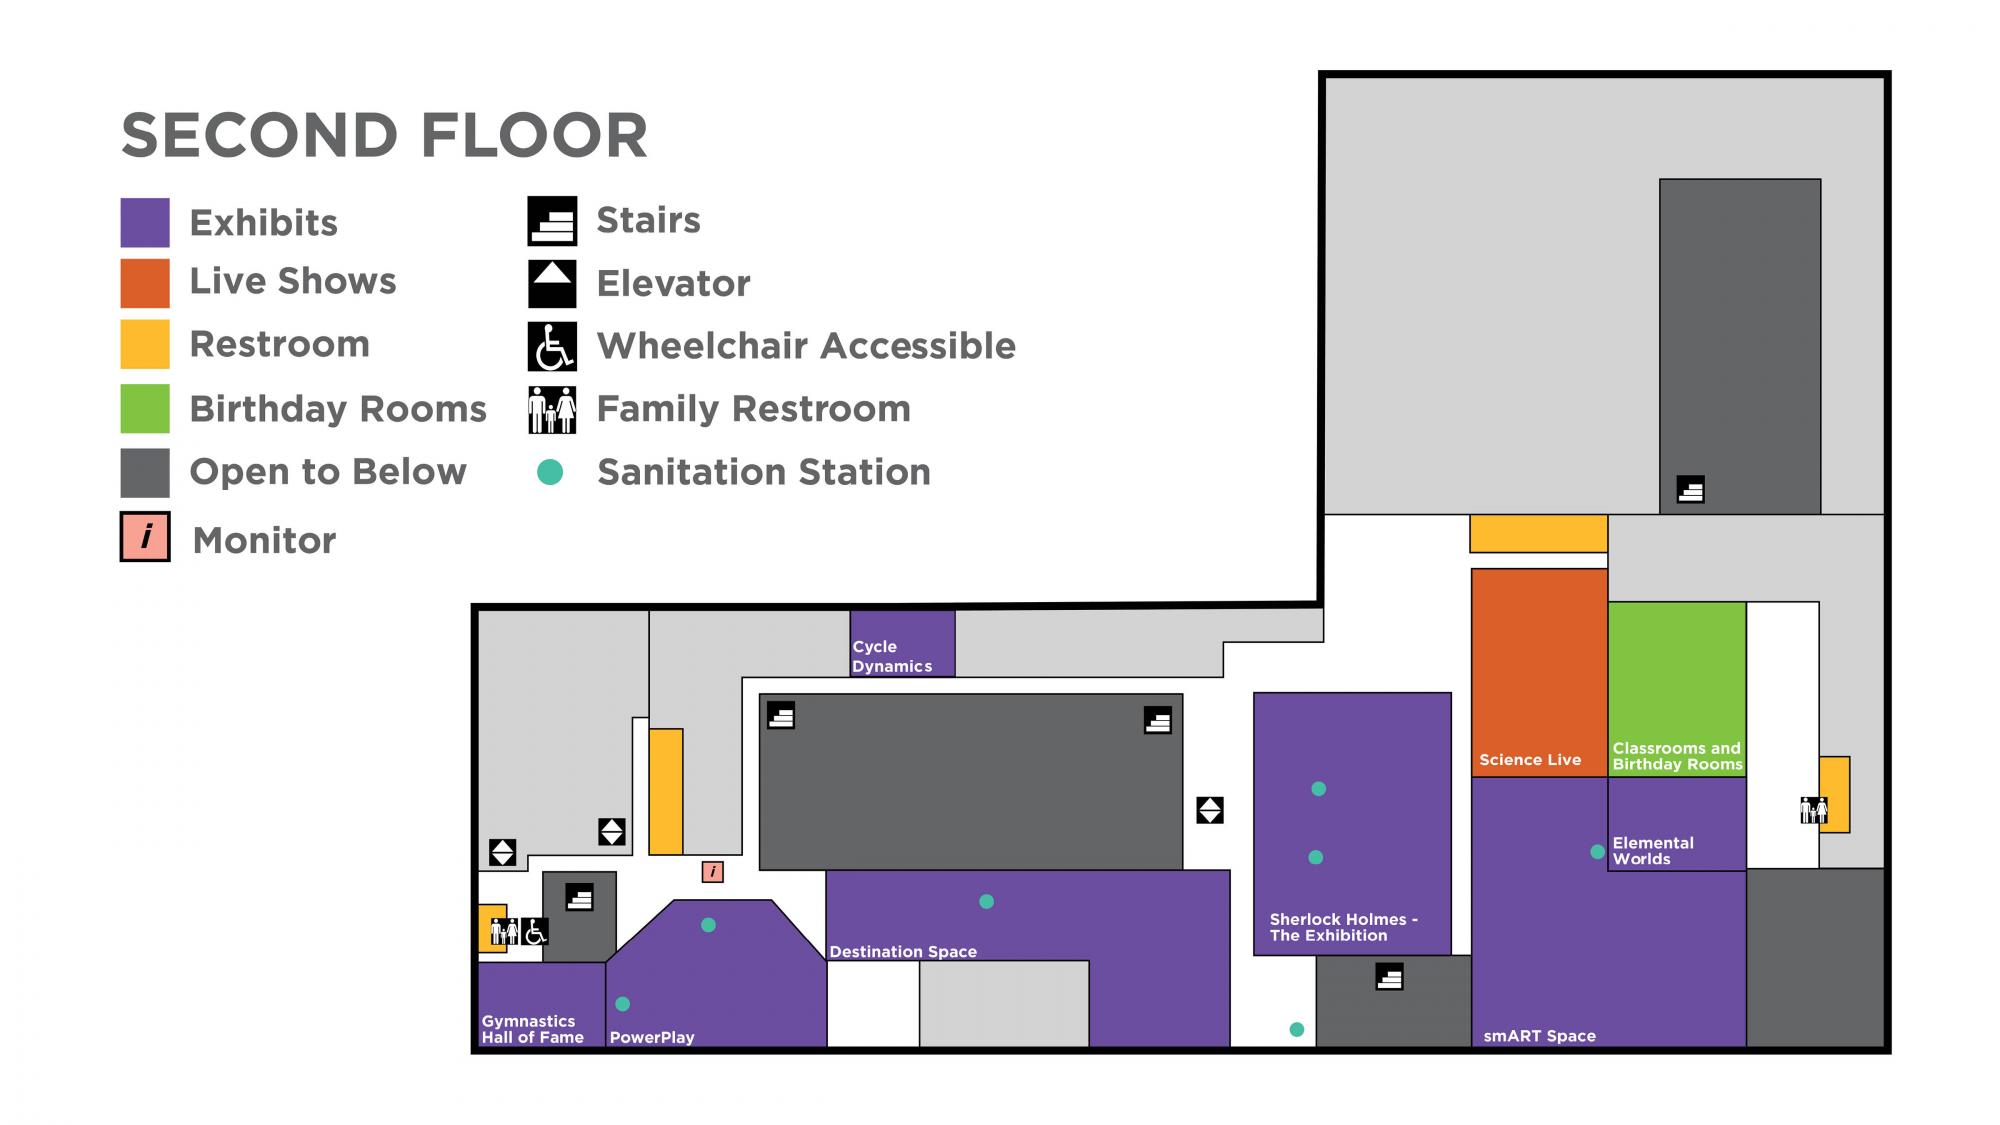 SECOND FLOOR
Exhibits
Live Shows
Restroom
Birthday Rooms
Open to Below
i
Monitor
Stairs
Elevator
Wheelchair Accessible
Family Restroom
Sanitation Station
Cycle
Dynamics
Science Live
Classrooms and
Birthday Rooms
Elemental
Worlds
i
Sherlock Holmes -
The Exhibition
Destination Space
Gymnastics
Hall of Fame
PowerPlay
smART Space